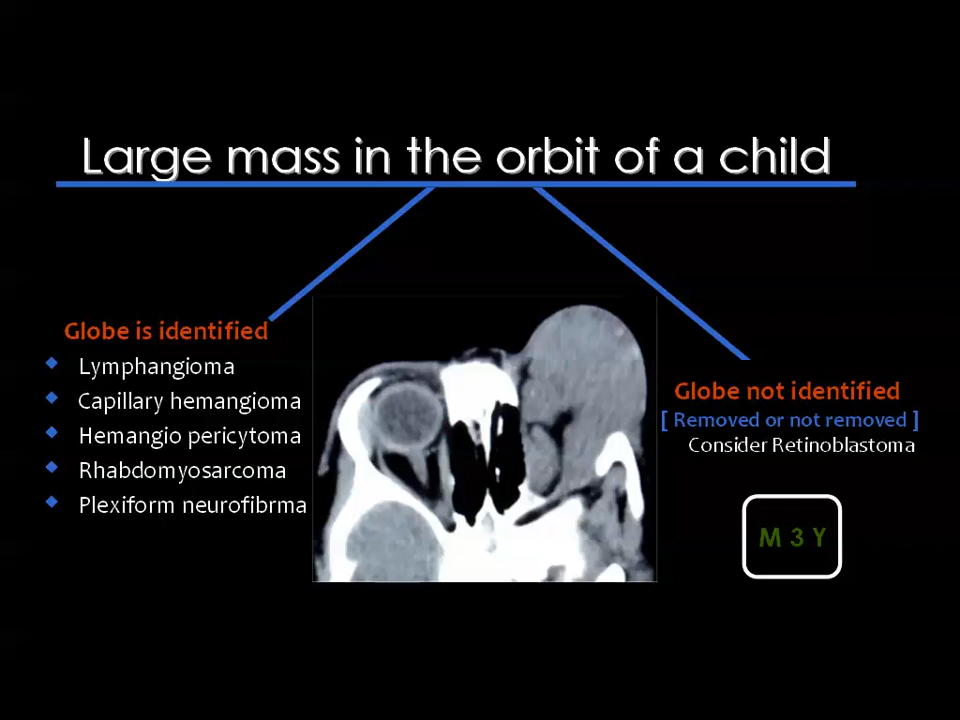 Large mass in the orbit of a child
Globe is identified
Lymphangioma
Capillary hemangioma
Hemangio pericytoma
Rhabdomyosarcoma
Plexiform neurofibrma
Globe not identified
[ Removed or not removed ]
Consider Retinoblastoma
M 3 Y